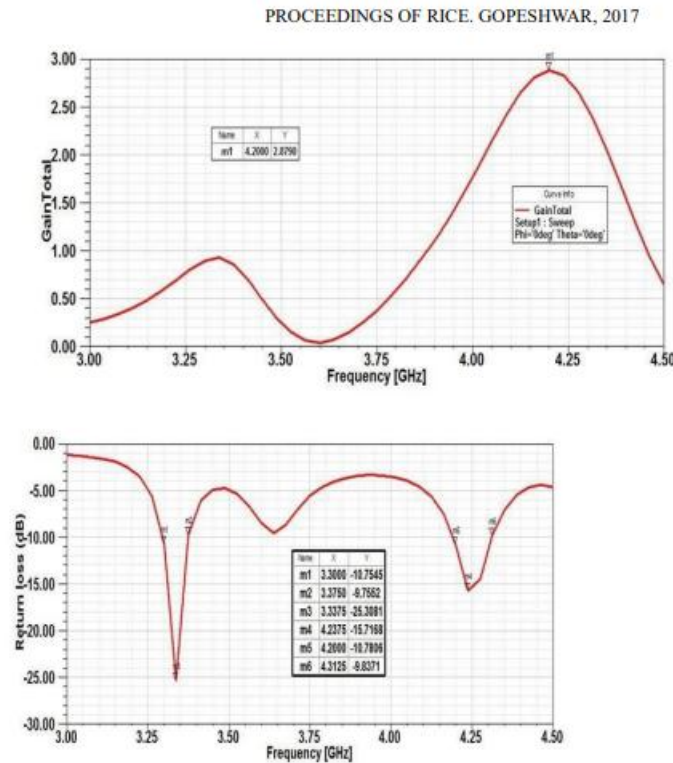 PROCEEDINGS OF RICE. GOPESHWAR, 2017
3.00
2.50
2.00
1.50
1.00
0.50
0.00
GainTotal
Name X Y
m1 4.2000 2.8790
m1
Curve Info
GainTotal
Setup1 : Sweep
Phi='0deg' Theta='0deg'
3.00 3.25 3.50 3.75 4.00 4.25 4.50
Frequency [GHz]
0.00
-5.00
-10.00
-15.00
-20.00
-25.00
-30.00
Return loss (dB)
Name X Y
m1 3.3000 -10.7545
m2 3.3750 -9.7562
m3 3.3375 -25.3081
m4 4.2375 -15.7168
m5 4.2000 -10.7806
m6 4.3125 -9.8371
3.00 3.25 3.50 3.75 4.00 4.25 4.50
Frequency [GHz]